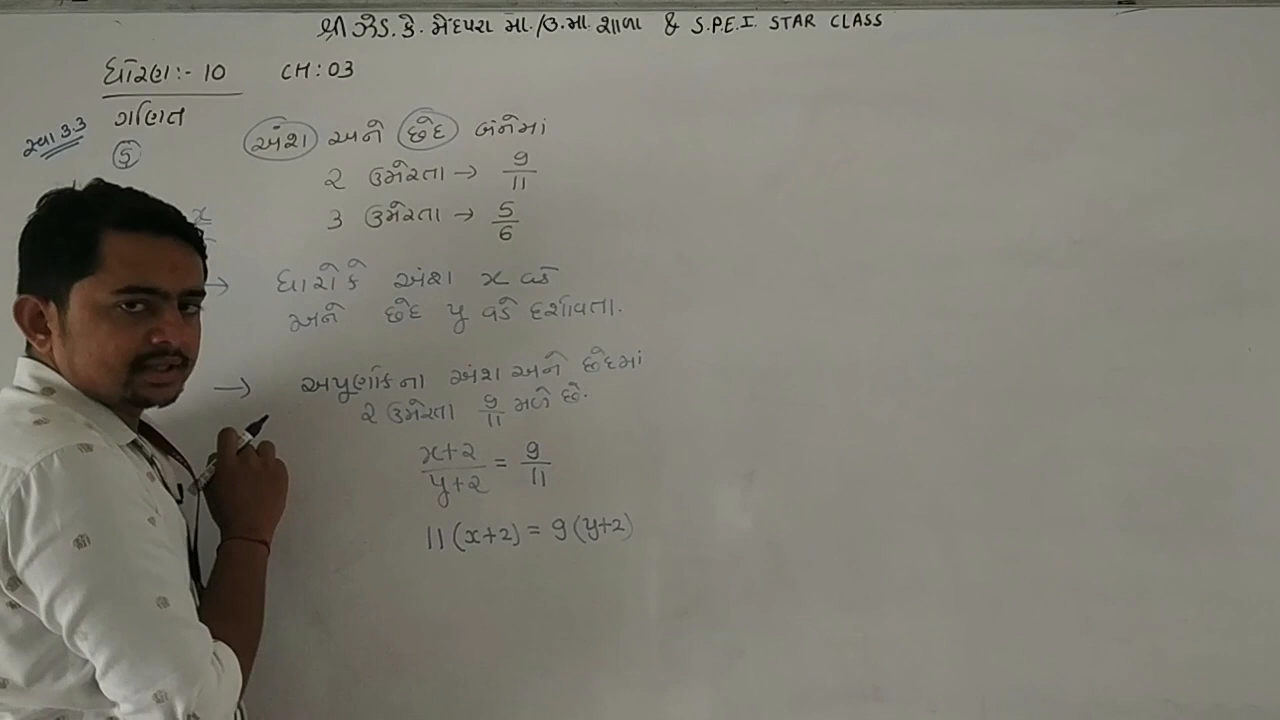 શ્રી ઝેડ. કે. મેંદપરા મા./ઉ.મા. શાળા & S.P.E.I. STAR CLASS
ધોરણ:- 10 CH: 03
ગણિત
સ્વા 3.3
5
અંશ અને છેદ બંનેમાં
2 ઉમેરતા → 9/11
3 ઉમેરતા → 5/6
x
→ ધારોકે અંશ x વડે
અને છેદ y વડે દર્શાવતા.
→ અપૂર્ણાંકના અંશ અને છેદમાં
2 ઉમેરતા 9/11 મળે છે.
x+2/y+2 = 9/11
11(x+2) = 9(y+2)